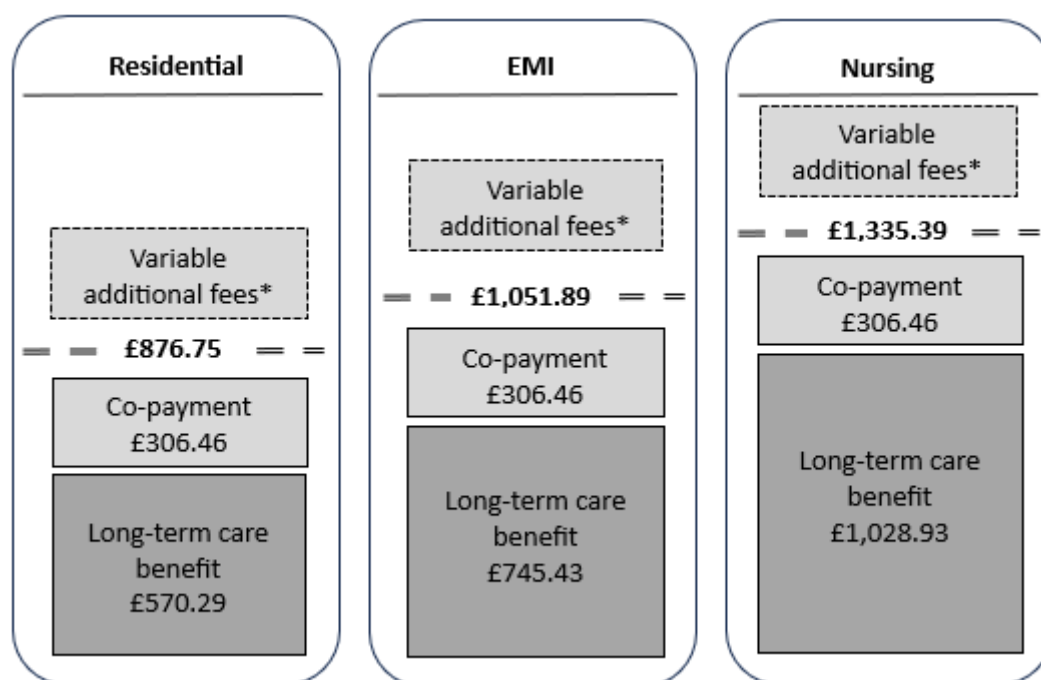 Residential
Variable
additional fees*
£876.75
Co-payment
£306.46
Long-term care
benefit
£570.29
EMI
Variable
additional fees*
£1,051.89
Co-payment
£306.46
Long-term care
benefit
£745.43
Nursing
Variable
additional fees*
£1,335.39
Co-payment
£306.46
Long-term care
benefit
£1,028.93